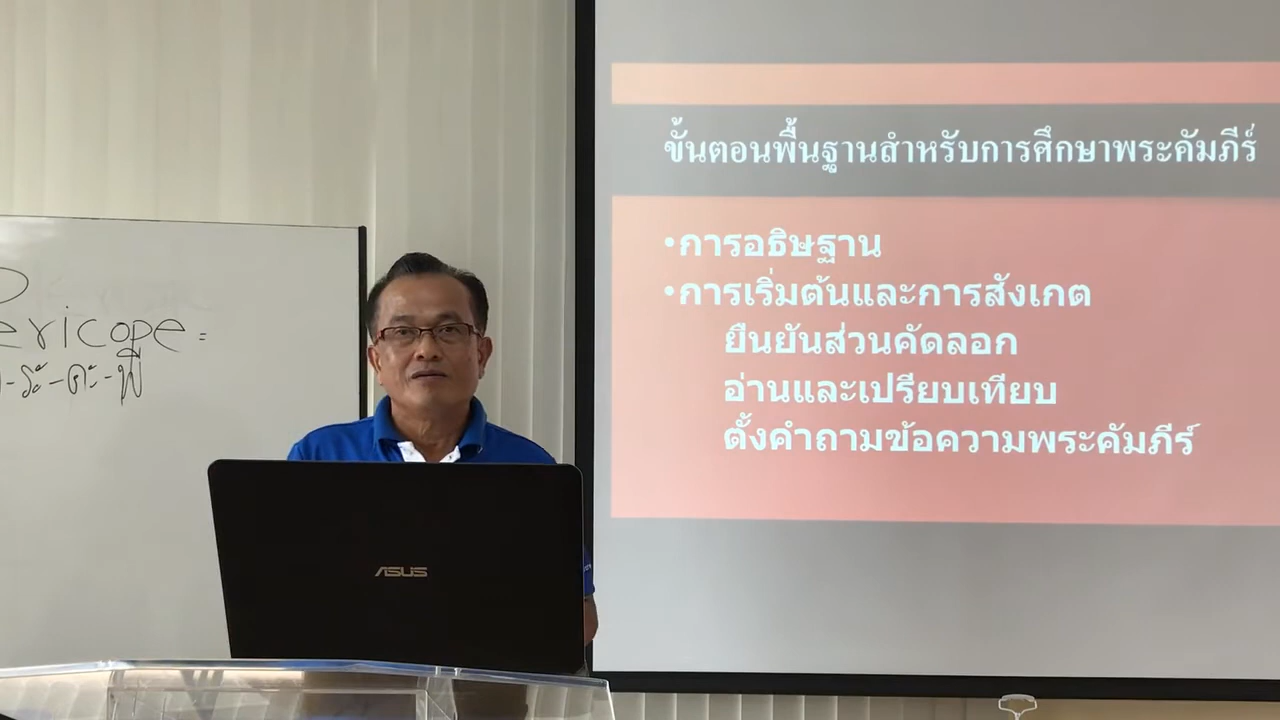 Pericope =
ขั้นตอนพื้นฐานสำหรับการศึกษาพระคัมภีร์
•การอธิษฐาน
•การเริ่มต้นและการสังเกต
ยืนยันส่วนคัดลอก
อ่านและเปรียบเทียบ
ตั้งคำถามข้อความพระคัมภีร์
ASUS